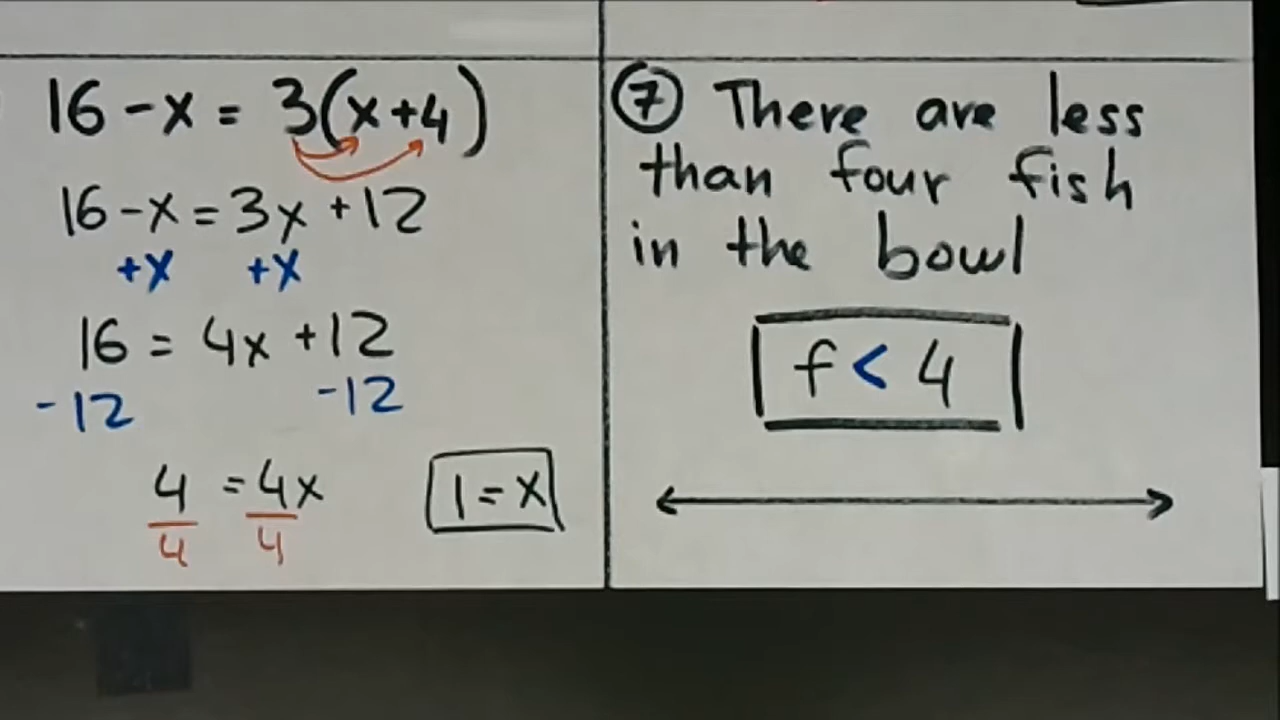 16 - x = 3(x+4)
16 - x = 3x + 12
+x +x
16 = 4x + 12
-12 -12
4 = 4x
4 4
1 = x
7 There are less
than four fish
in the bowl
f < 4